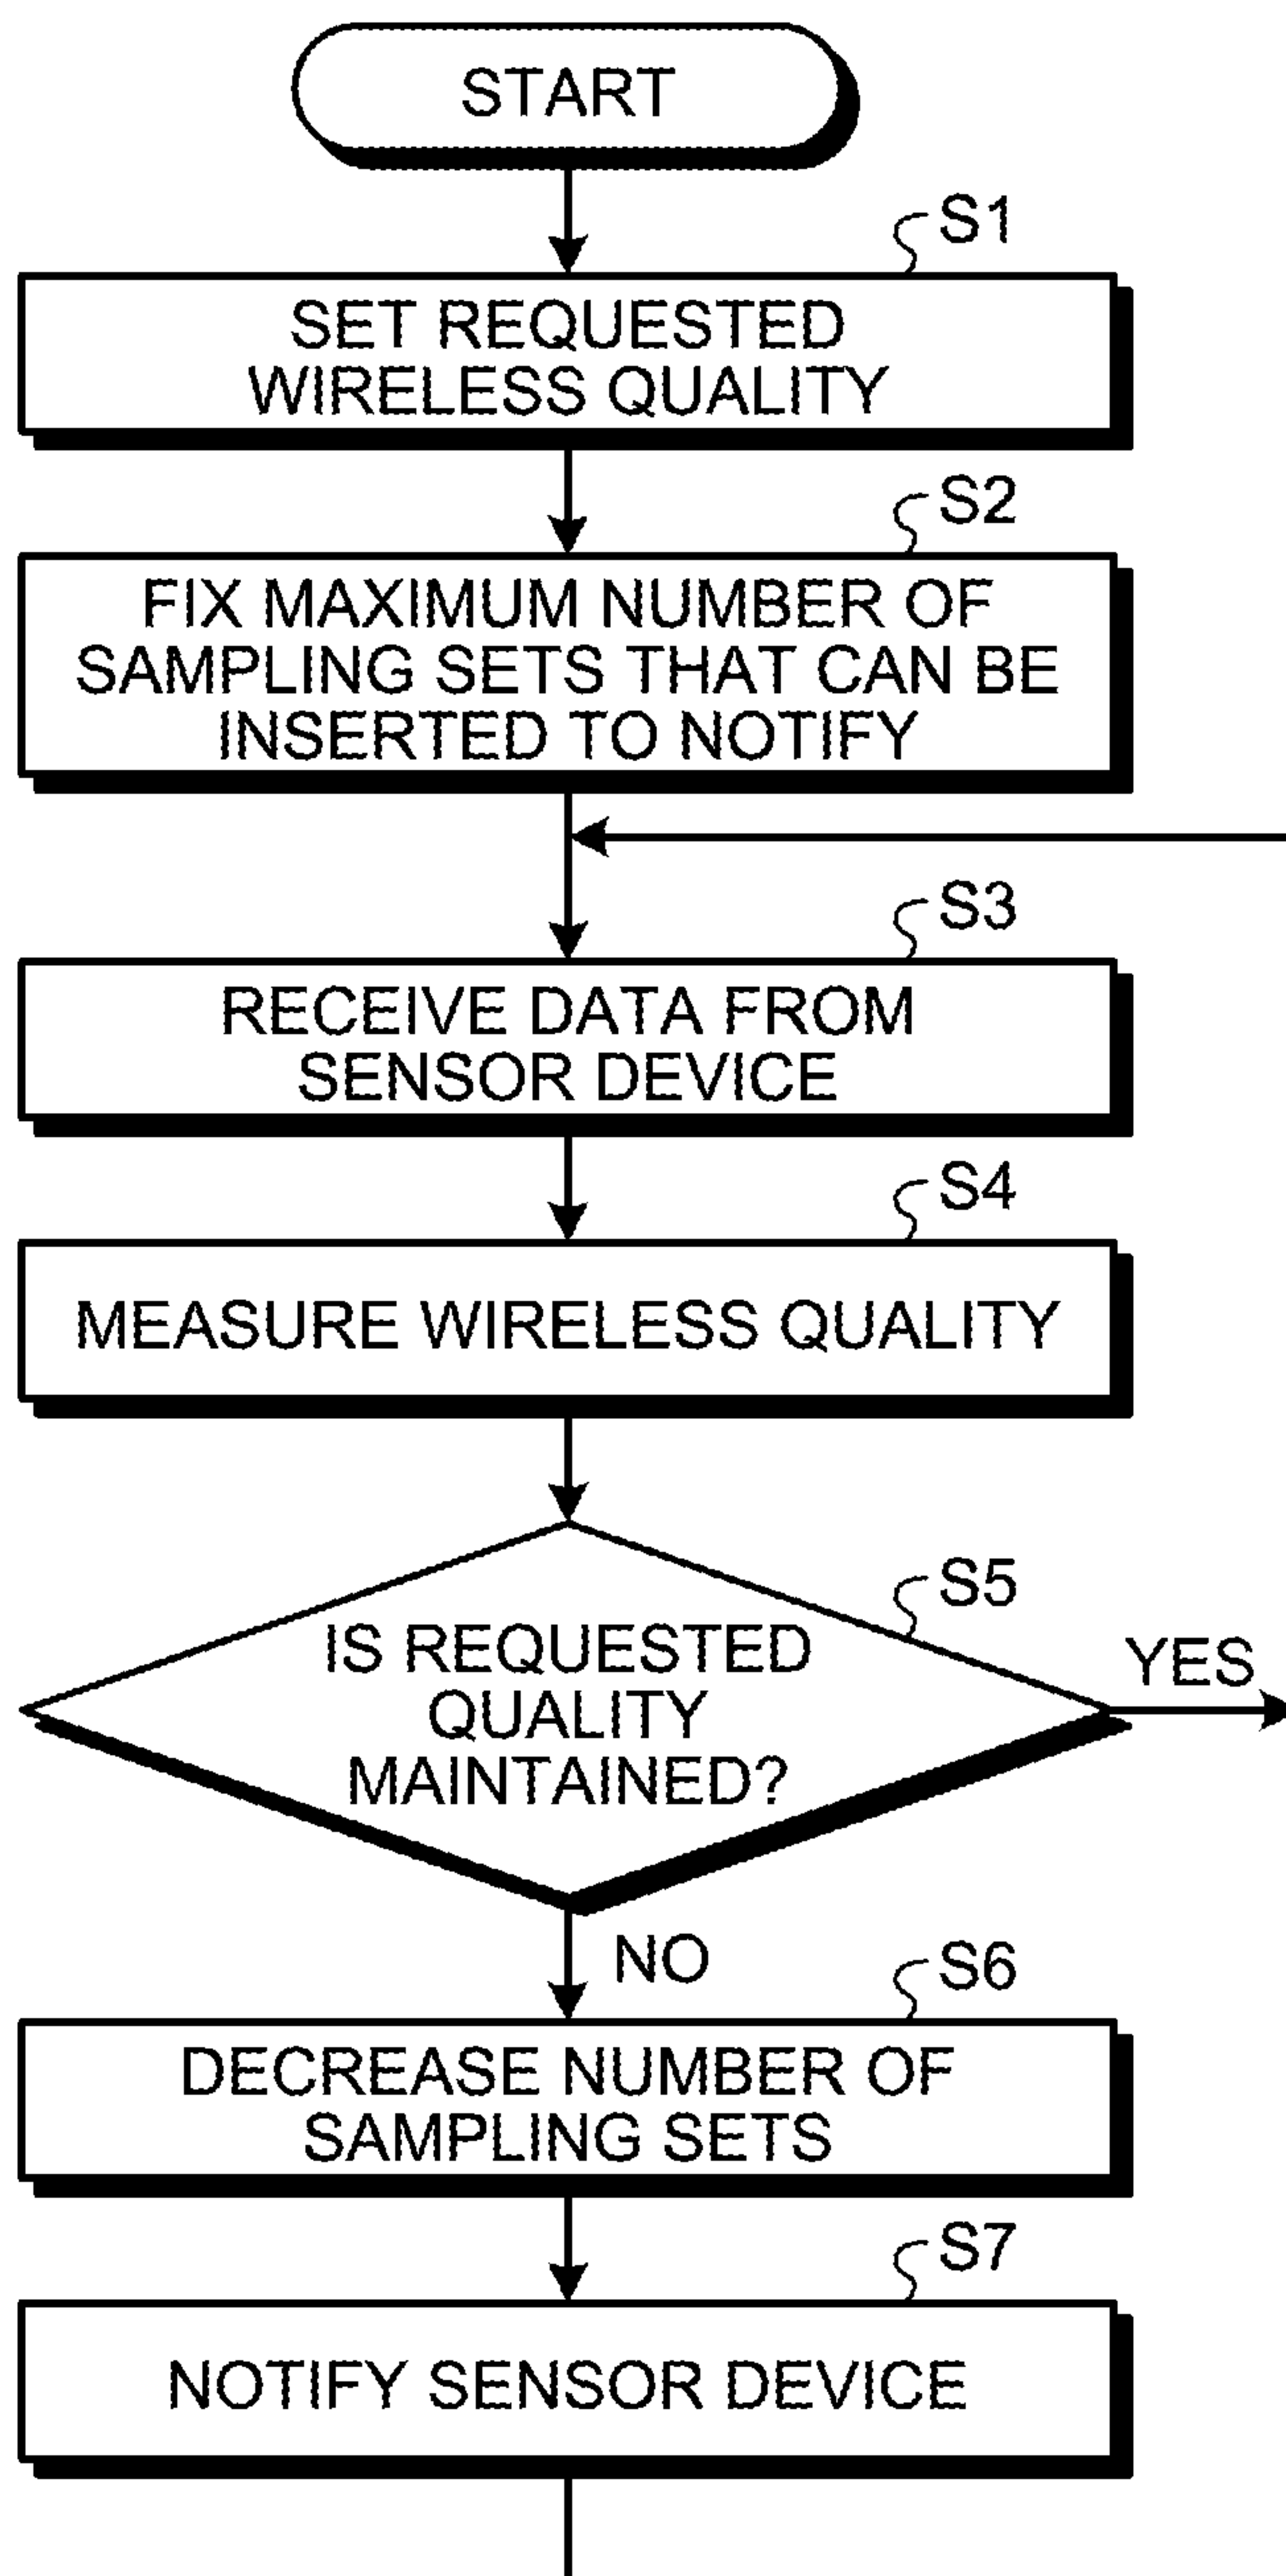 START
S1
SET REQUESTED
WIRELESS QUALITY
S2
FIX MAXIMUM NUMBER OF
SAMPLING SETS THAT CAN BE
INSERTED TO NOTIFY
S3
RECEIVE DATA FROM
SENSOR DEVICE
S4
MEASURE WIRELESS QUALITY
S5
IS REQUESTED
QUALITY
MAINTAINED?
YES
NO
S6
DECREASE NUMBER OF
SAMPLING SETS
S7
NOTIFY SENSOR DEVICE